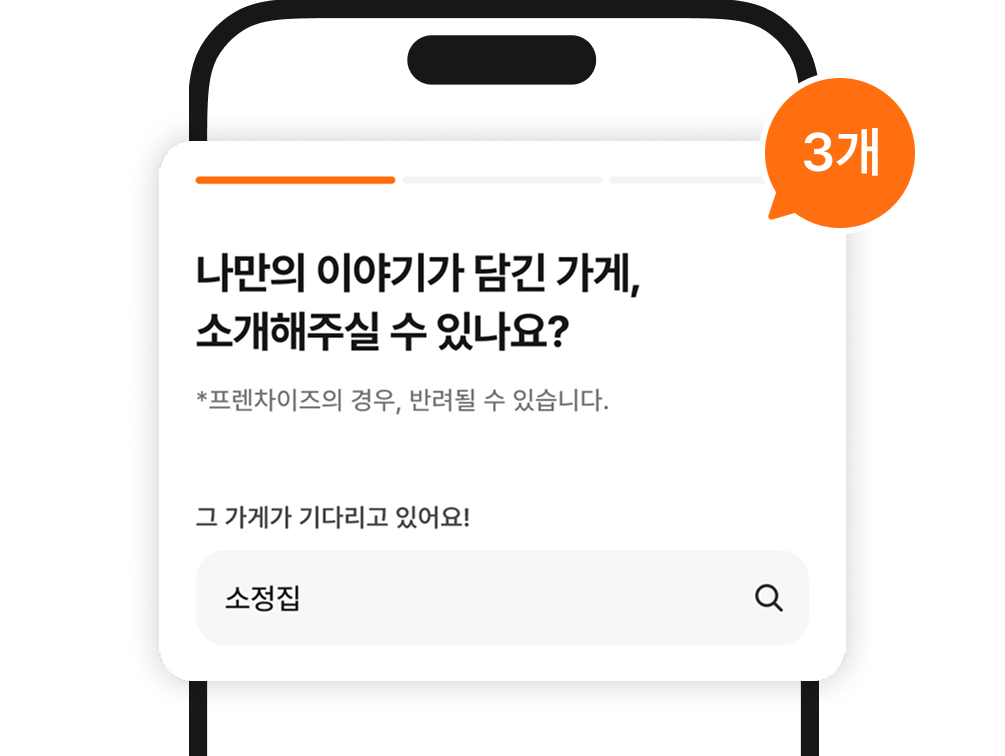 3개
나만의 이야기가 담긴 가게,
소개해주실 수 있나요?
*프렌차이즈의 경우, 반려될 수 있습니다.
그 가게가 기다리고 있어요!
소정집